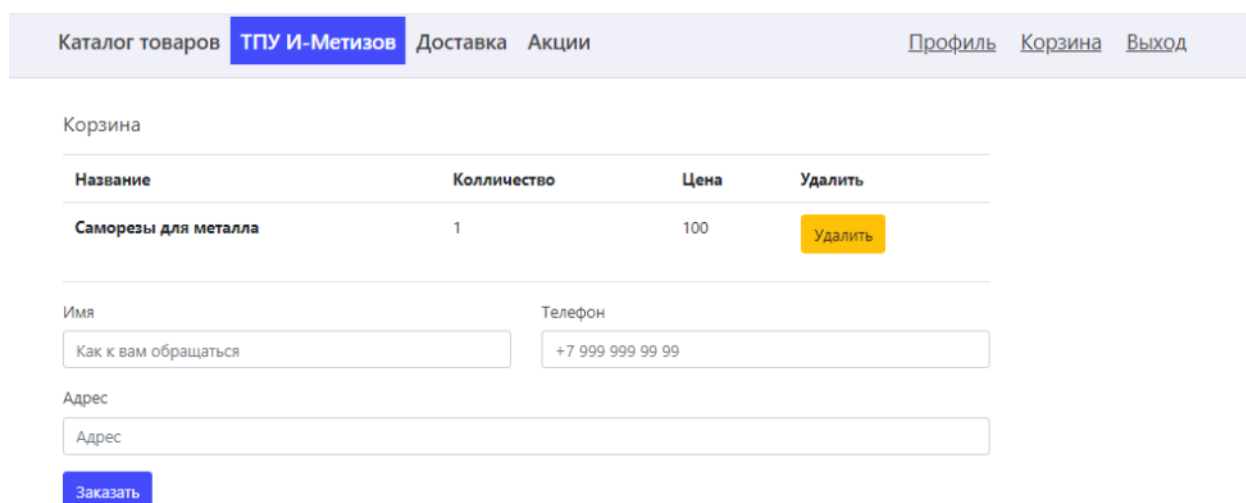 Каталог товаров ТПУ И-Метизов Доставка Акции Профиль Корзина Выход
Корзина
Название Колличество Цена Удалить
Саморезы для металла 1 100 Удалить
Имя Телефон
Как к вам обращаться +7 999 999 99 99
Адрес
Адрес
Заказать